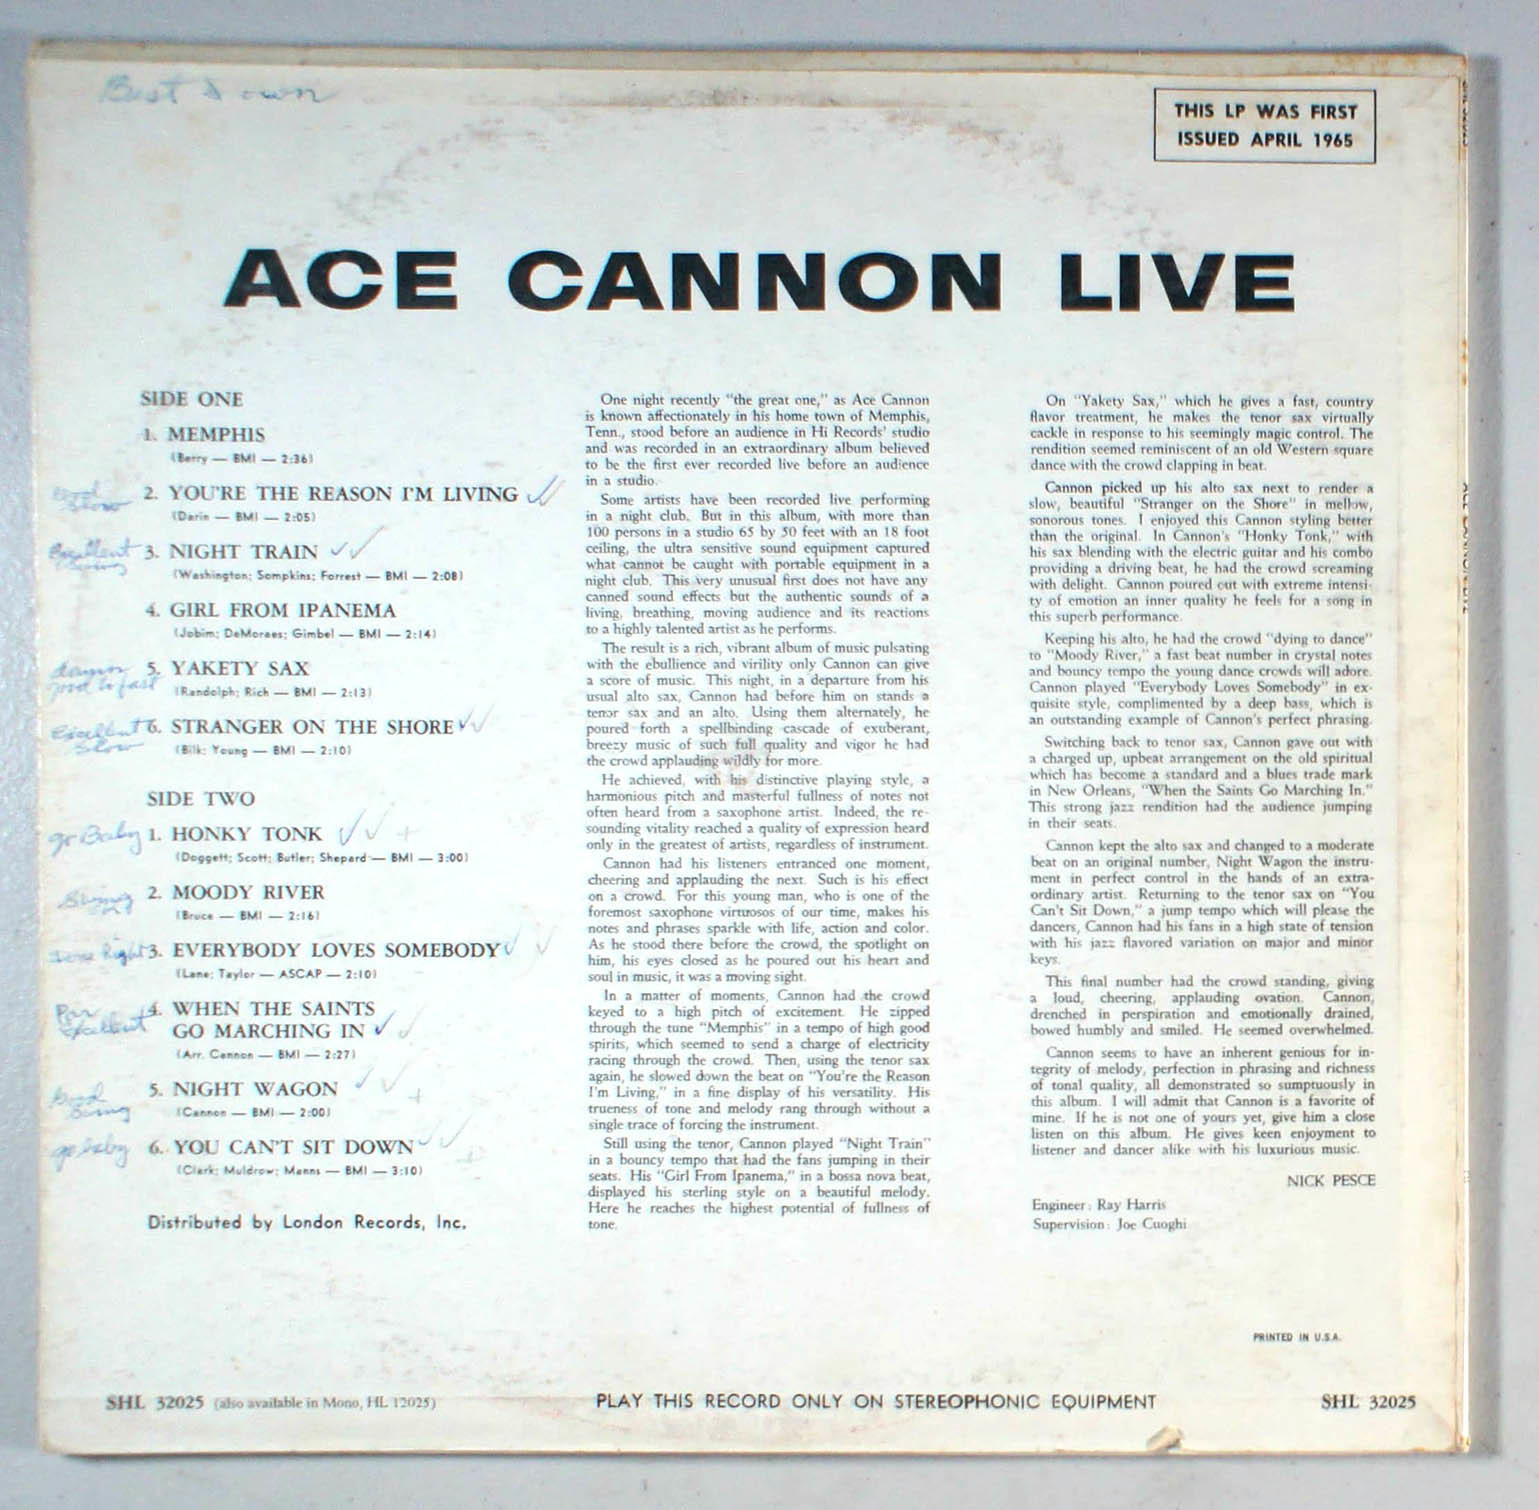 THIS LP WAS FIRST
ISSUED APRIL 1965
ACE CANNON LIVE
SIDE ONE
1. MEMPHIS
(Berry — BMI — 2:36)
Good
Slow
2. YOU'RE THE REASON I'M LIVING
(Darin — BMI — 2:05)
Excellent
Swing
3. NIGHT TRAIN
(Washington; Sompkins; Forrest — BMI — 2:08)
4. GIRL FROM IPANEMA
(Jobim; DeMoraes; Gimbel — BMI — 2:14)
good to fast
5. YAKETY SAX
(Randolph; Rich — BMI — 2:13)
Excellent
Slow
6. STRANGER ON THE SHORE
(Bilk; Young — BMI — 2:10)
SIDE TWO
go Baby
1. HONKY TONK
(Doggett; Scott; Butler; Shepard — BMI — 3:00)
2. MOODY RIVER
(Bruce — BMI — 2:16)
Right
3. EVERYBODY LOVES SOMEBODY
(Lane; Taylor — ASCAP — 2:10)
Par
Excellent
4. WHEN THE SAINTS
GO MARCHING IN
(Arr. Cannon — BMI — 2:27)
Good
Swing
5. NIGHT WAGON
(Cannon — BMI — 2:00)
go baby
6. YOU CAN'T SIT DOWN
(Clark; Muldrow; Manns — BMI — 3:10)
Distributed by London Records, Inc.
One night recently "the great one," as Ace Cannon
is known affectionately in his home town of Memphis,
Tenn., stood before an audience in Hi Records' studio
and was recorded in an extraordinary album believed
to be the first ever recorded live before an audience
in a studio.
Some artists have been recorded live performing
in a night club. But in this album, with more than
100 persons in a studio 65 by 50 feet with an 18 foot
ceiling, the ultra sensitive sound equipment captured
what cannot be caught with portable equipment in a
night club. This very unusual first does not have any
canned sound effects but the authentic sounds of a
living, breathing, moving audience and its reactions
to a highly talented artist as he performs.
The result is a rich, vibrant album of music pulsating
with the ebullience and virility only Cannon can give
a score of music. This night, in a departure from his
usual alto sax, Cannon had before him on stands a
tenor sax and an alto. Using them alternately, he
poured forth a spellbinding cascade of exuberant,
breezy music of such full quality and vigor he had
the crowd applauding wildly for more.
He achieved, with his distinctive playing style, a
harmonious pitch and masterful fullness of notes not
often heard from a saxophone artist. Indeed, the re-
sounding vitality reached a quality of expression heard
only in the greatest of artists, regardless of instrument.
Cannon had his listeners entranced one moment,
cheering and applauding the next. Such is his effect
on a crowd. For this young man, who is one of the
foremost saxophone virtuosos of our time, makes his
notes and phrases sparkle with life, action and color.
As he stood there before the crowd, the spotlight on
him, his eyes closed as he poured out his heart and
soul in music, it was a moving sight.
In a matter of moments, Cannon had the crowd
keyed to a high pitch of excitement. He zipped
through the tune "Memphis" in a tempo of high good
spirits, which seemed to send a charge of electricity
racing through the crowd. Then, using the tenor sax
again, he slowed down the beat on "You're the Reason
I'm Living," in a fine display of his versatility. His
trueness of tone and melody rang through without a
single trace of forcing the instrument.
Still using the tenor, Cannon played "Night Train"
in a bouncy tempo that had the fans jumping in their
seats. His "Girl From Ipanema," in a bossa nova beat,
displayed his sterling style on a beautiful melody.
Here he reaches the highest potential of fullness of
tone.
On "Yakety Sax," which he gives a fast, country
flavor treatment, he makes the tenor sax virtually
cackle in response to his seemingly magic control. The
rendition seemed reminiscent of an old Western square
dance with the crowd clapping in beat.
Cannon picked up his alto sax next to render a
slow, beautiful "Stranger on the Shore" in mellow,
sonorous tones. I enjoyed this Cannon styling better
than the original. In Cannon's "Honky Tonk," with
his sax blending with the electric guitar and his combo
providing a driving beat, he had the crowd screaming
with delight. Cannon poured out with extreme intensi-
ty of emotion an inner quality he feels for a song in
this superb performance.
Keeping his alto, he had the crowd "dying to dance"
to "Moody River," a fast beat number in crystal notes
and bouncy tempo the young dance crowds will adore.
Cannon played "Everybody Loves Somebody" in ex-
quisite style, complimented by a deep bass, which is
an outstanding example of Cannon's perfect phrasing.
Switching back to tenor sax, Cannon gave out with
a charged up, upbeat arrangement on the old spiritual
which has become a standard and a blues trade mark
in New Orleans, "When the Saints Go Marching In."
This strong jazz rendition had the audience jumping
in their seats.
Cannon kept the alto sax and changed to a moderate
beat on an original number, Night Wagon the instru-
ment in perfect control in the hands of an extra-
ordinary artist. Returning to the tenor sax on "You
Can't Sit Down," a jump tempo which will please the
dancers, Cannon had his fans in a high state of tension
with his jazz flavored variation on major and minor
keys.
This final number had the crowd standing, giving
a loud, cheering, applauding ovation. Cannon,
drenched in perspiration and emotionally drained,
bowed humbly and smiled. He seemed overwhelmed.
Cannon seems to have an inherent genious for in-
tegrity of melody, perfection in phrasing and richness
of tonal quality, all demonstrated so sumptuously in
this album. I will admit that Cannon is a favorite of
mine. If he is not one of yours yet, give him a close
listen on this album. He gives keen enjoyment to
listener and dancer alike with his luxurious music.
NICK PESCE
Engineer: Ray Harris
Supervision: Joe Cuoghi
PRINTED IN U.S.A.
SHL 32025 (also available in Mono, HL 12025)
PLAY THIS RECORD ONLY ON STEREOPHONIC EQUIPMENT
SHL 32025